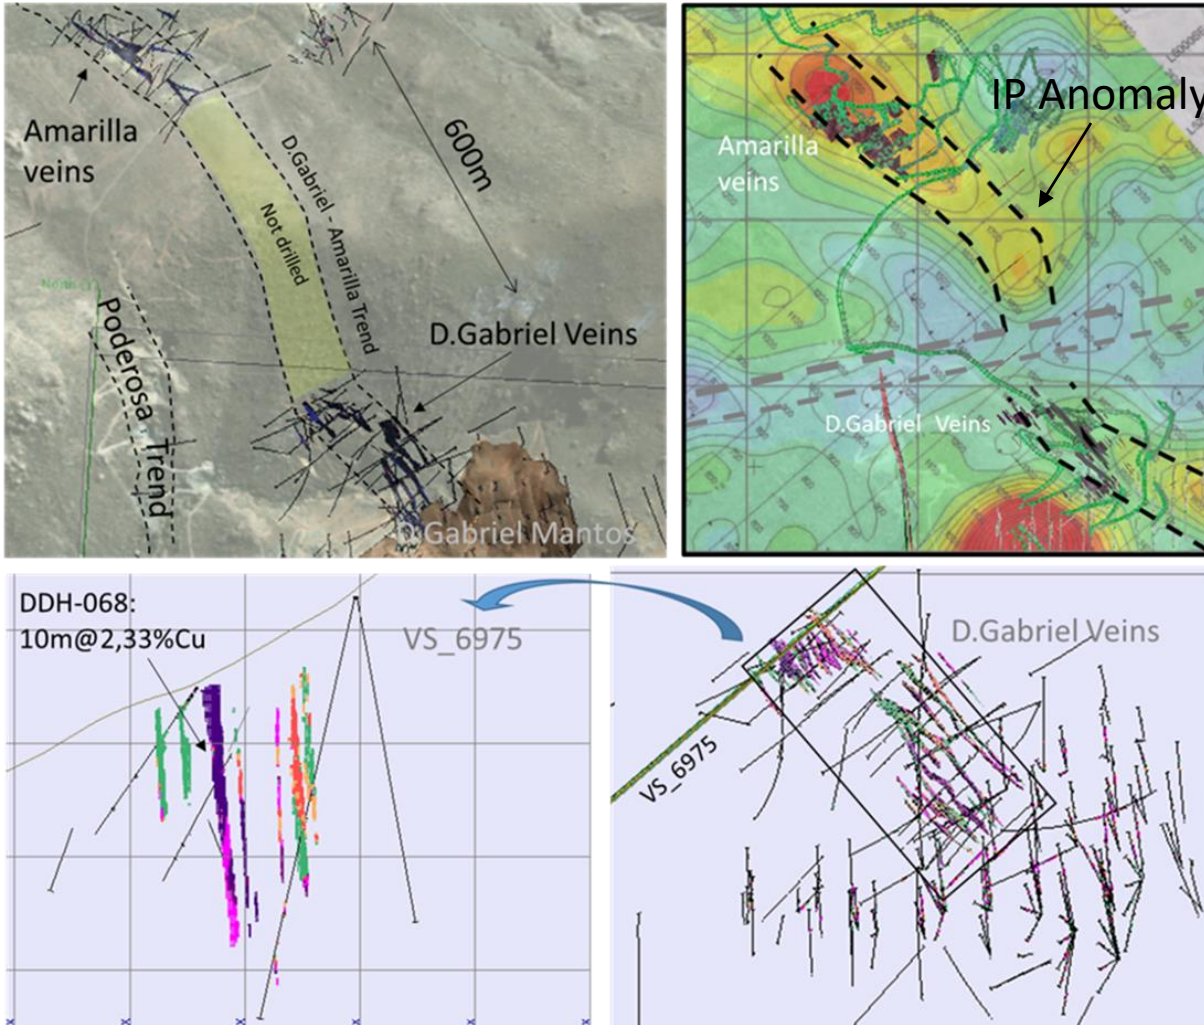 Amarilla
veins
600m
D.Gabriel - Amarilla Trend
Not drilled
Poderosa Trend
D.Gabriel Veins
D.Gabriel Mantos
IP Anomaly
Amarilla
veins
D.Gabriel Veins
DDH-068:
10m@2,33%Cu
VS_6975
D.Gabriel Veins
VS_6975